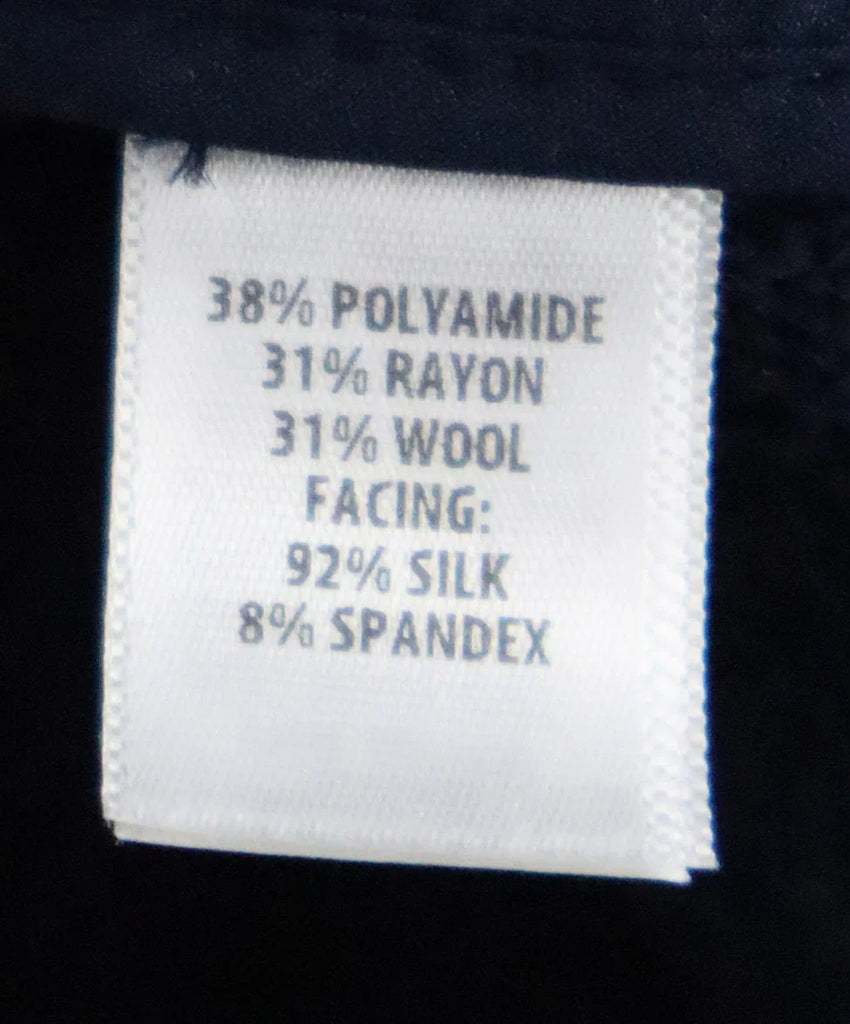 38% POLYAMIDE
31% RAYON
31% WOOL
FACING:
92% SILK
8% SPANDEX